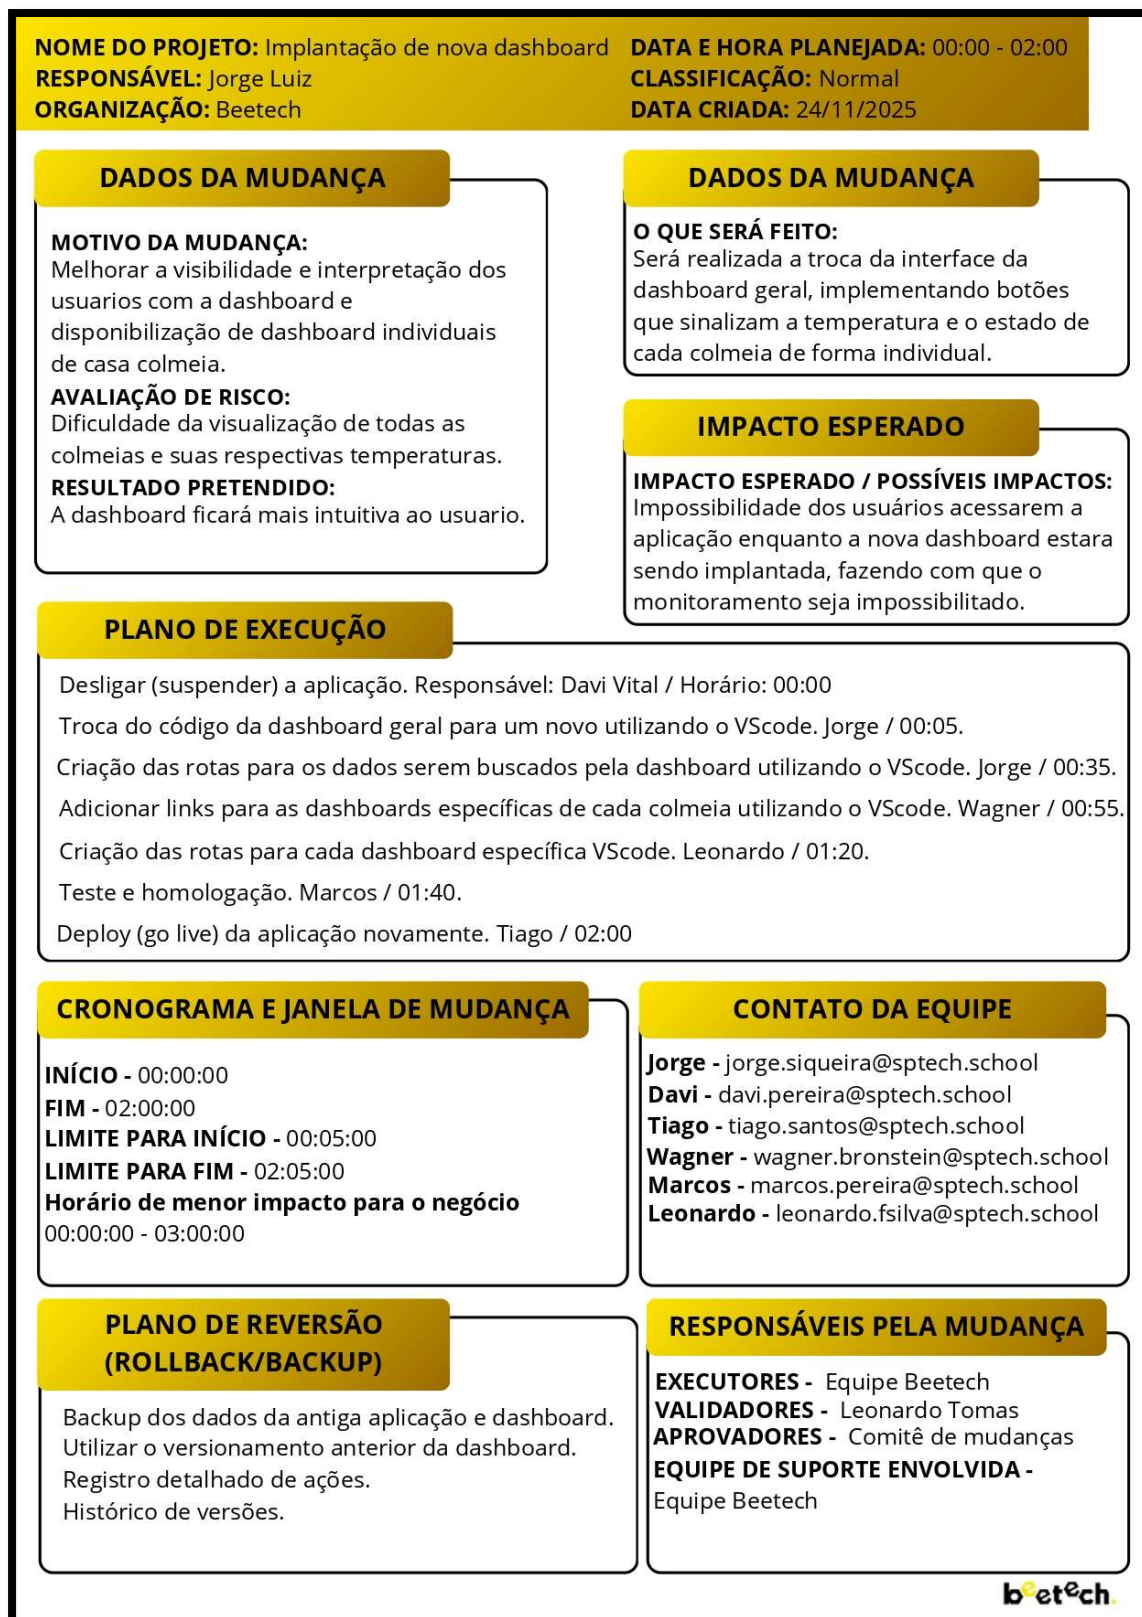 NOME DO PROJETO: Implantação de nova dashboard
RESPONSÁVEL: Jorge Luiz
ORGANIZAÇÃO: Beetech
DATA E HORA PLANEJADA: 00:00 - 02:00
CLASSIFICAÇÃO: Normal
DATA CRIADA: 24/11/2025
DADOS DA MUDANÇA
MOTIVO DA MUDANÇA:
Melhorar a visibilidade e interpretação dos
usuarios com a dashboard e
disponibilização de dashboard individuais
de casa colmeia.
AVALIAÇÃO DE RISCO:
Dificuldade da visualização de todas as
colmeias e suas respectivas temperaturas.
RESULTADO PRETENDIDO:
A dashboard ficará mais intuitiva ao usuario.
DADOS DA MUDANÇA
O QUE SERÁ FEITO:
Será realizada a troca da interface da
dashboard geral, implementando botões
que sinalizam a temperatura e o estado de
cada colmeia de forma individual.
IMPACTO ESPERADO
IMPACTO ESPERADO / POSSÍVEIS IMPACTOS:
Impossibilidade dos usuários acessarem a
aplicação enquanto a nova dashboard estara
sendo implantada, fazendo com que o
monitoramento seja impossibilitado.
PLANO DE EXECUÇÃO
Desligar (suspender) a aplicação. Responsável: Davi Vital / Horário: 00:00
Troca do código da dashboard geral para um novo utilizando o VScode. Jorge / 00:05.
Criação das rotas para os dados serem buscados pela dashboard utilizando o VScode. Jorge / 00:35.
Adicionar links para as dashboards específicas de cada colmeia utilizando o VScode. Wagner / 00:55.
Criação das rotas para cada dashboard específica VScode. Leonardo / 01:20.
Teste e homologação. Marcos / 01:40.
Deploy (go live) da aplicação novamente. Tiago / 02:00
CRONOGRAMA E JANELA DE MUDANÇA
INÍCIO - 00:00:00
FIM - 02:00:00
LIMITE PARA INÍCIO - 00:05:00
LIMITE PARA FIM - 02:05:00
Horário de menor impacto para o negócio
00:00:00 - 03:00:00
CONTATO DA EQUIPE
Jorge - jorge.siqueira@sptech.school
Davi - davi.pereira@sptech.school
Tiago - tiago.santos@sptech.school
Wagner - wagner.bronstein@sptech.school
Marcos - marcos.pereira@sptech.school
Leonardo - leonardo.fsilva@sptech.school
PLANO DE REVERSÃO
(ROLLBACK/BACKUP)
Backup dos dados da antiga aplicação e dashboard.
Utilizar o versionamento anterior da dashboard.
Registro detalhado de ações.
Histórico de versões.
RESPONSÁVEIS PELA MUDANÇA
EXECUTORES - Equipe Beetech
VALIDADORES - Leonardo Tomas
APROVADORES - Comitê de mudanças
EQUIPE DE SUPORTE ENVOLVIDA -
Equipe Beetech
beetech.